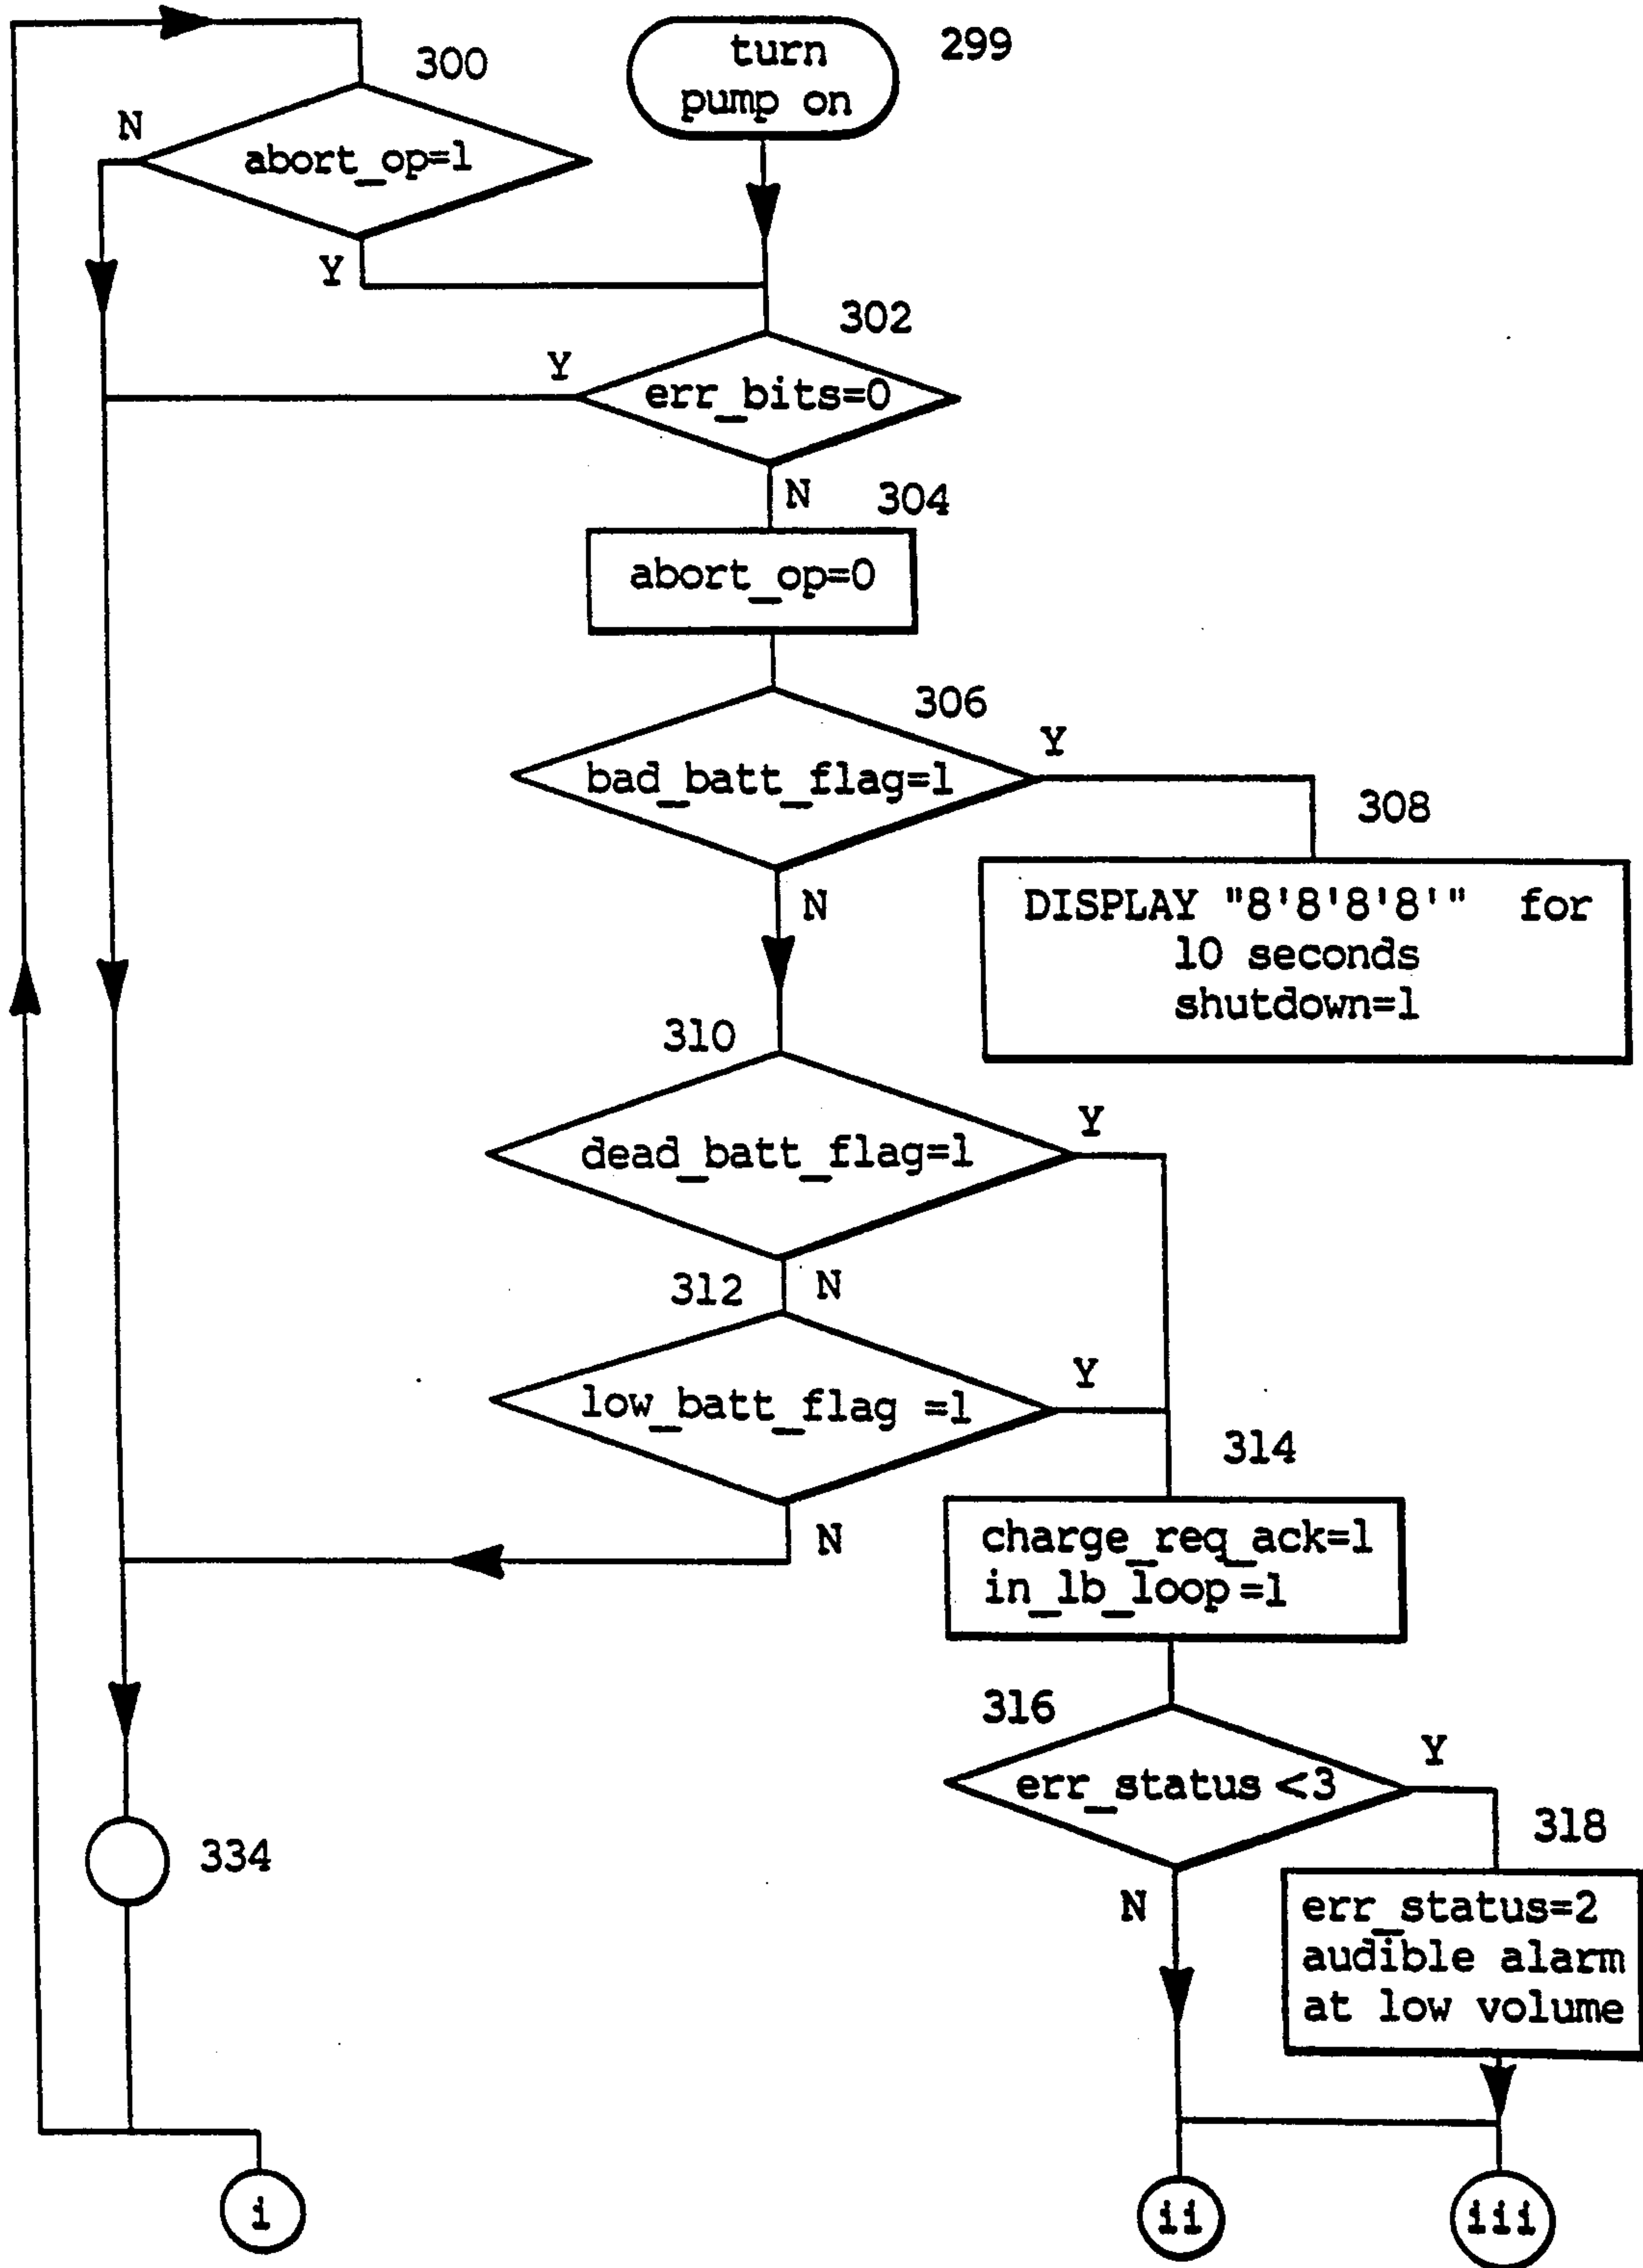 300
turn
pump on
299
N
abort_op=1
Y
302
Y
err_bits=0
N
304
abort_op=0
306
bad_batt_flag=1
Y
308
N
DISPLAY "8'8'8'8'" for
10 seconds
shutdown=1
310
dead_batt_flag=1
Y
312
N
low_batt_flag =1
Y
314
N
charge_req_ack=1
in_lb_loop=1
316
err_status <3
Y
318
334
N
err_status=2
audible alarm
at low volume
i
ii
iii